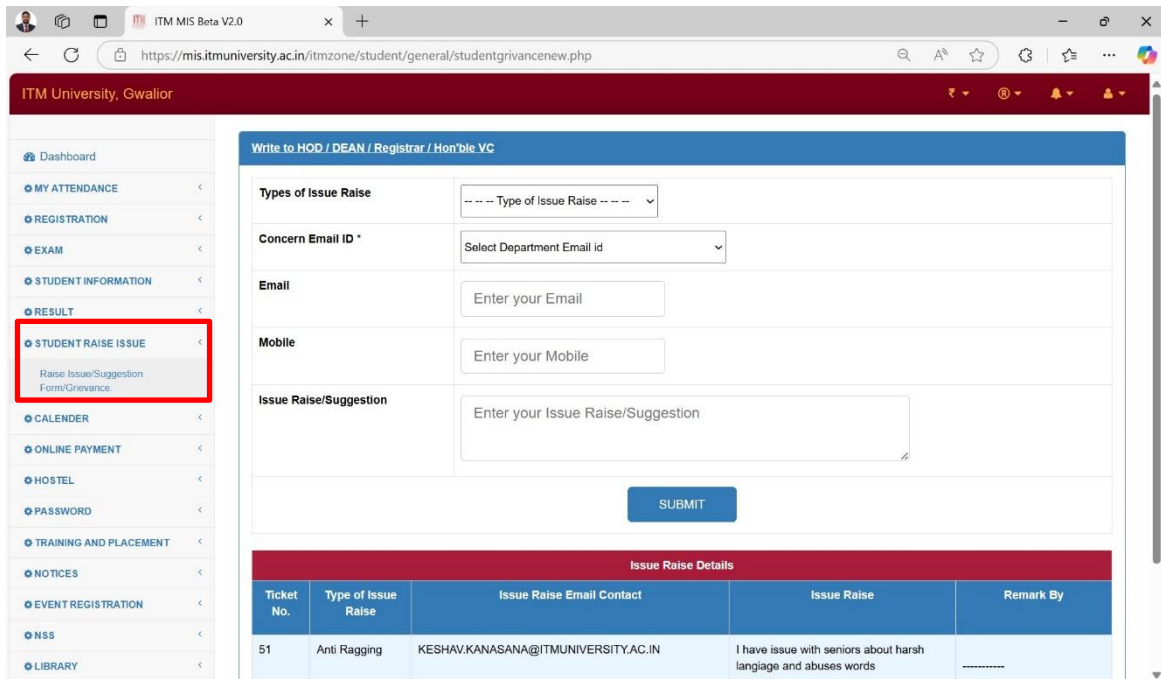 ITM MIS Beta V2.0
https://mis.itmuniversity.ac.in/itmzone/student/general/studentgrivancenew.php
ITM University, Gwalior
Dashboard
MY ATTENDANCE
REGISTRATION
EXAM
STUDENT INFORMATION
RESULT
STUDENT RAISE ISSUE
Raise Issue/Suggestion
Form/Grievance.
CALENDER
ONLINE PAYMENT
HOSTEL
PASSWORD
TRAINING AND PLACEMENT
NOTICES
EVENT REGISTRATION
NSS
LIBRARY
Write to HOD / DEAN / Registrar / Hon'ble VC
Types of Issue Raise
-- -- -- Type of Issue Raise -- -- --
Concern Email ID *
Select Department Email id
Email
Enter your Email
Mobile
Enter your Mobile
Issue Raise/Suggestion
Enter your Issue Raise/Suggestion
SUBMIT
Issue Raise Details
Ticket No. Type of Issue Raise Issue Raise Email Contact Issue Raise Remark By
51 Anti Ragging KESHAV.KANASANA@ITMUNIVERSITY.AC.IN I have issue with seniors about harsh
langiage and abuses words -----------